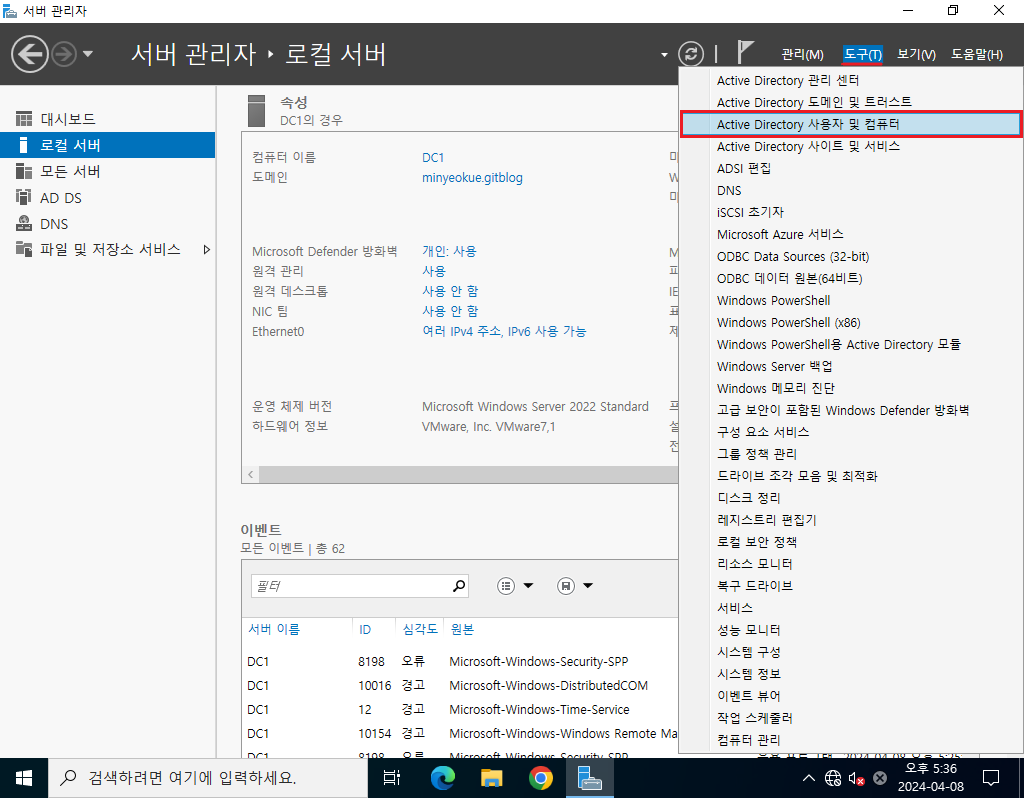 서버 관리자
서버 관리자 ‣ 로컬 서버
관리(M) 도구(T) 보기(V) 도움말(H)
대시보드
로컬 서버
모든 서버
AD DS
DNS
파일 및 저장소 서비스
속성
DC1의 경우
컴퓨터 이름 DC1
도메인 minyeokue.gitblog
Microsoft Defender 방화벽 개인: 사용
원격 관리 사용
원격 데스크톱 사용 안 함
NIC 팀 사용 안 함
Ethernet0 여러 IPv4 주소, IPv6 사용 가능
운영 체제 버전 Microsoft Windows Server 2022 Standard
하드웨어 정보 VMware, Inc. VMware7,1
이벤트
모든 이벤트 | 총 62
필터
서버 이름 ID 심각도 원본
DC1 8198 오류 Microsoft-Windows-Security-SPP
DC1 10016 경고 Microsoft-Windows-DistributedCOM
DC1 12 경고 Microsoft-Windows-Time-Service
DC1 10154 경고 Microsoft-Windows-Windows Remote Ma
DC1 8198 오류 Microsoft-Windows-Security-SPP
Active Directory 관리 센터
Active Directory 도메인 및 트러스트
Active Directory 사용자 및 컴퓨터
Active Directory 사이트 및 서비스
ADSI 편집
DNS
iSCSI 초기자
Microsoft Azure 서비스
ODBC Data Sources (32-bit)
ODBC 데이터 원본(64비트)
Windows PowerShell
Windows PowerShell (x86)
Windows PowerShell용 Active Directory 모듈
Windows Server 백업
Windows 메모리 진단
고급 보안이 포함된 Windows Defender 방화벽
구성 요소 서비스
그룹 정책 관리
드라이브 조각 모음 및 최적화
디스크 정리
레지스트리 편집기
로컬 보안 정책
리소스 모니터
복구 드라이브
서비스
성능 모니터
시스템 구성
시스템 정보
이벤트 뷰어
작업 스케줄러
컴퓨터 관리
검색하려면 여기에 입력하세요.
오후 5:36
2024-04-08